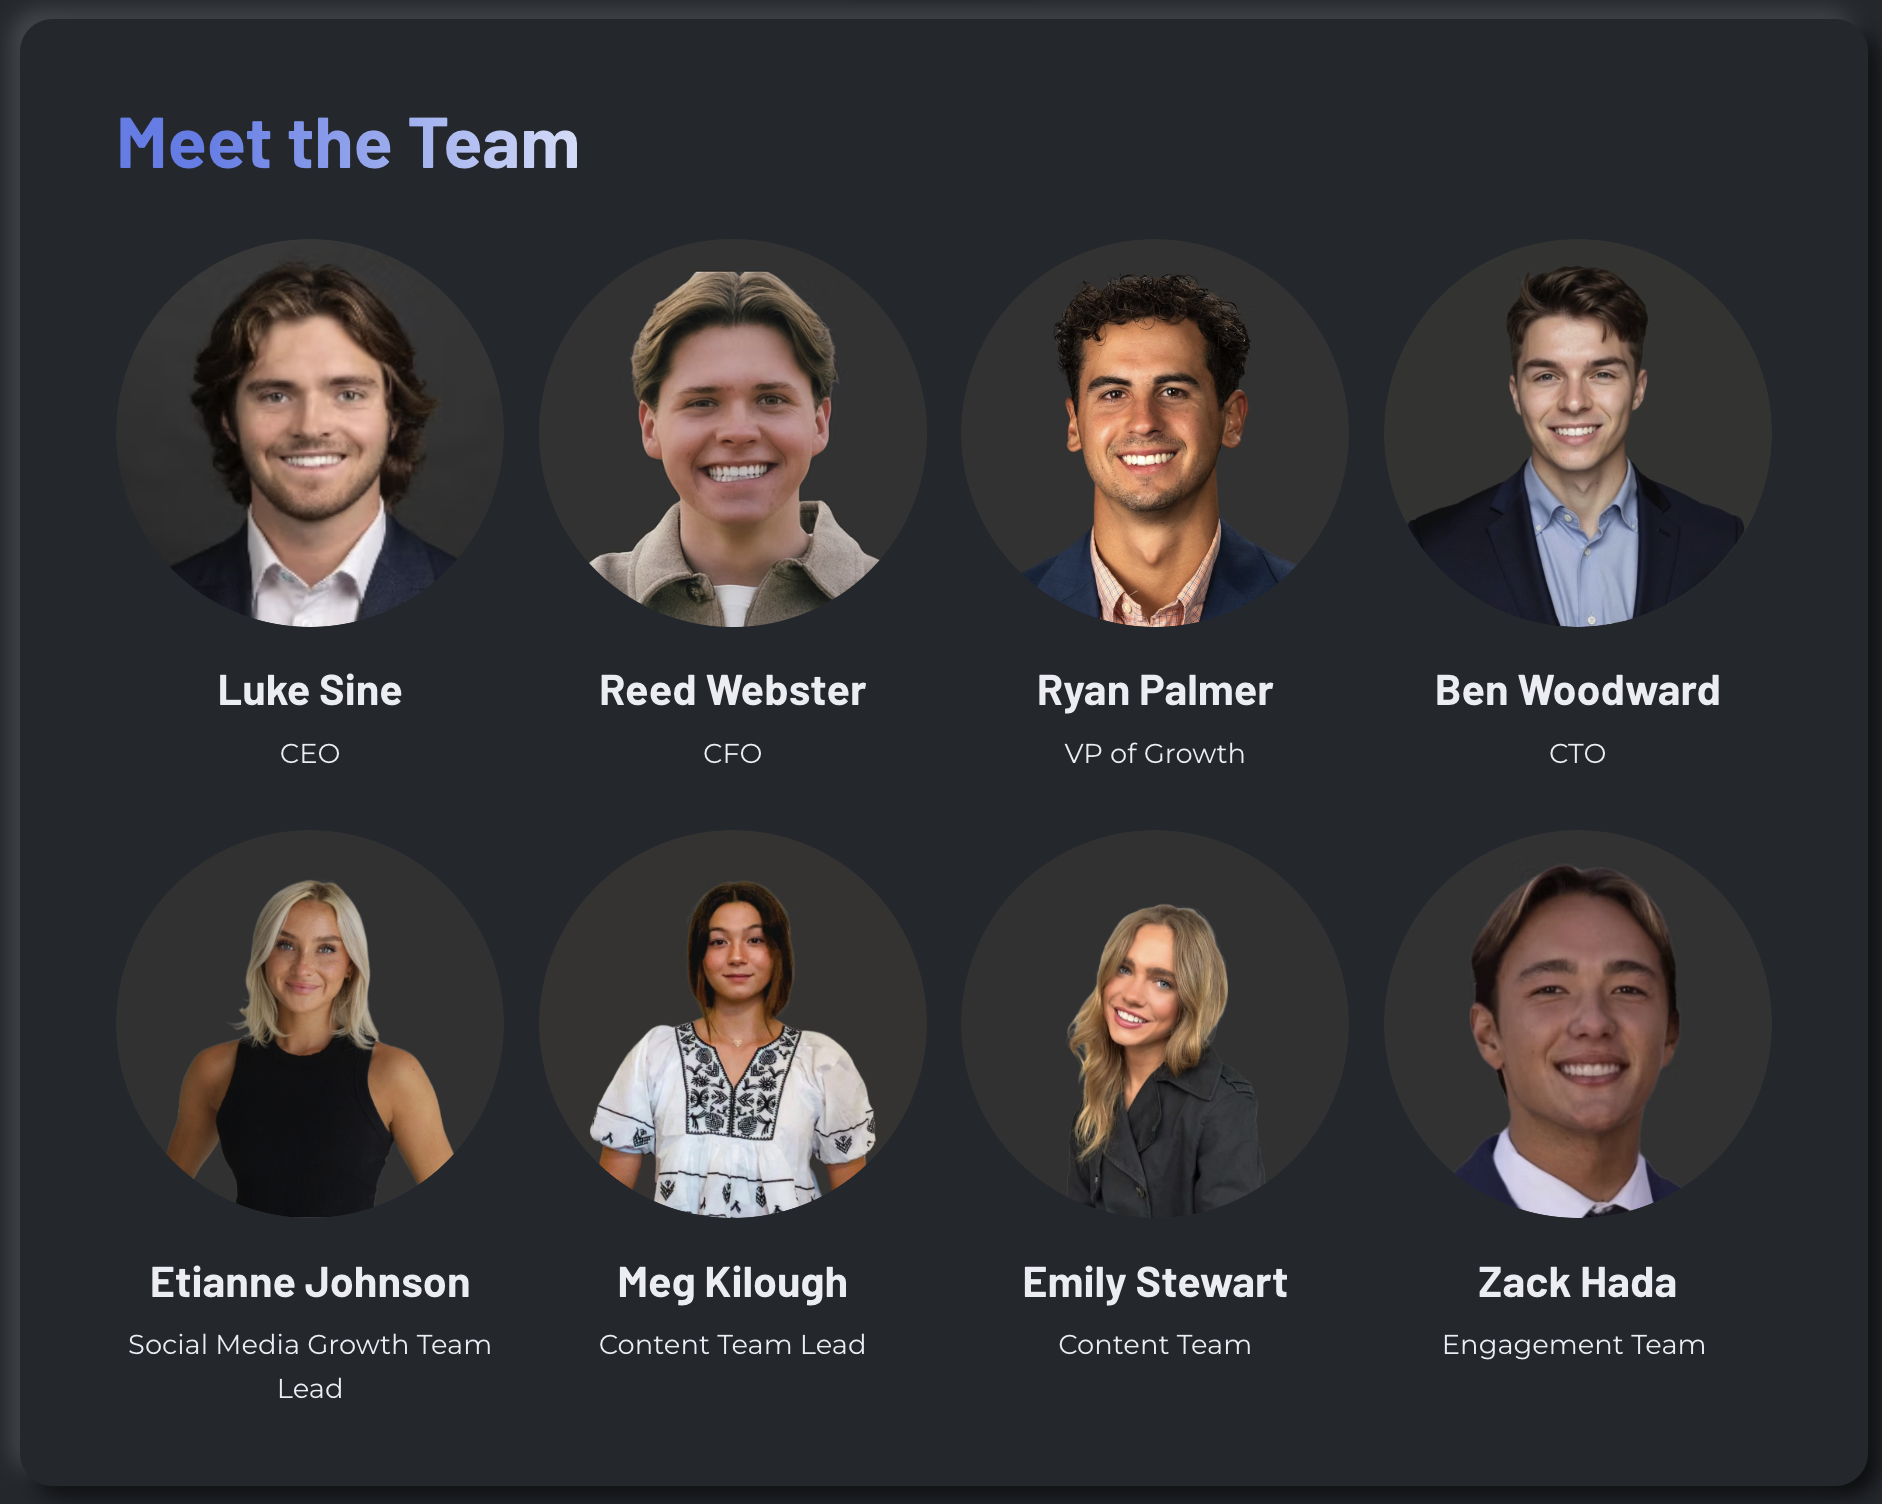 Meet the Team
Luke Sine
Reed Webster
Ryan Palmer
Ben Woodward
CEO
CFO
VP of Growth
CTO
Etianne Johnson
Meg Kilough
Emily Stewart
Zack Hada
Social Media Growth Team
Lead
Content Team Lead
Content Team
Engagement Team